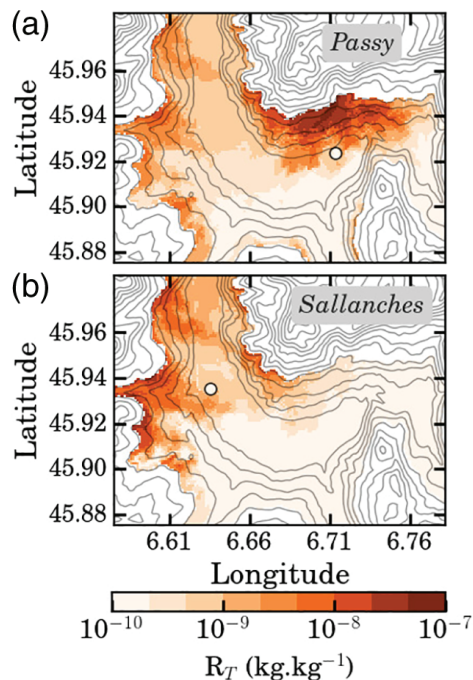 (a)
Passy
Latitude
45.96
45.94
45.92
45.90
45.88
(b)
Sallanches
Latitude
45.96
45.94
45.92
45.90
45.88
6.61 6.66 6.71 6.76
Longitude
10⁻¹⁰ 10⁻⁹ 10⁻⁸ 10⁻⁷
R_T (kg.kg⁻¹)